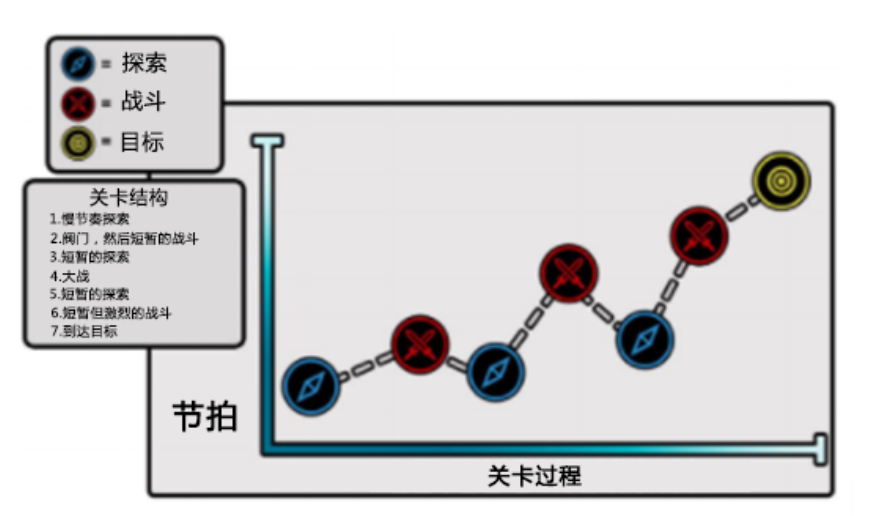 = 探索
= 战斗
= 目标
关卡结构
1.慢节奏探索
2.阀门，然后短暂的战斗
3.短暂的探索
4.大战
5.短暂的探索
6.短暂但激烈的战斗
7.到达目标
节拍
关卡过程